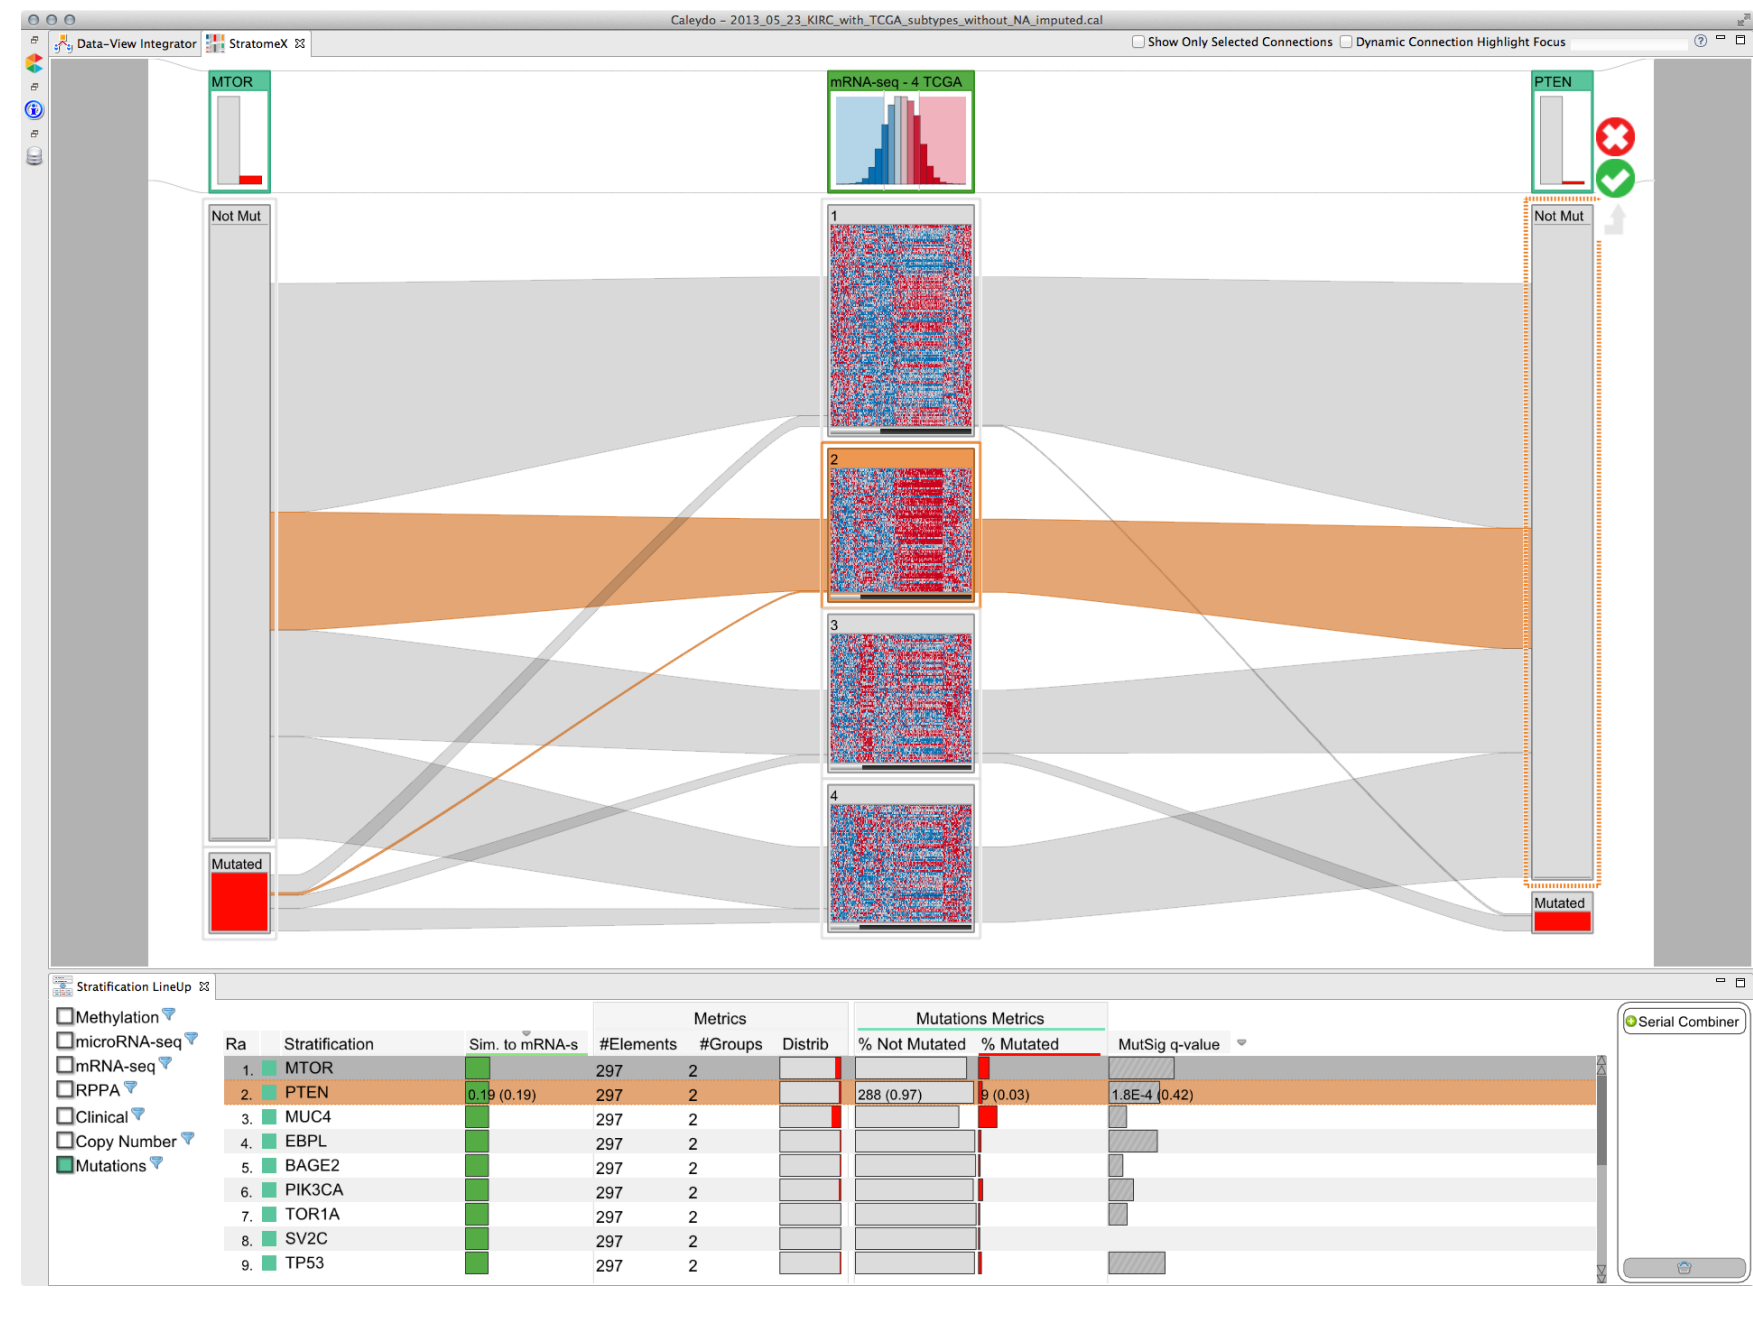 Caleydo - 2013_05_23_KIRC_with_TCGA_subtypes_without_NA_imputed.cal
Data-View Integrator StratomeX Show Only Selected Connections Dynamic Connection Highlight Focus
MTOR mRNA-seq - 4 TCGA PTEN
Not Mut 1 Not Mut
2
3
4
Mutated Mutated
Stratification LineUp
Methylation
microRNA-seq
mRNA-seq
RPPA
Clinical
Copy Number
Mutations
Metrics Mutations Metrics
Ra Stratification Sim. to mRNA-s #Elements #Groups Distrib % Not Mutated % Mutated MutSig q-value
1. MTOR 297 2
2. PTEN 0.19 (0.19) 297 2 288 (0.97) 9 (0.03) 1.8E-4 (0.42)
3. MUC4 297 2
4. EBPL 297 2
5. BAGE2 297 2
6. PIK3CA 297 2
7. TOR1A 297 2
8. SV2C 297 2
9. TP53 297 2
Serial Combiner